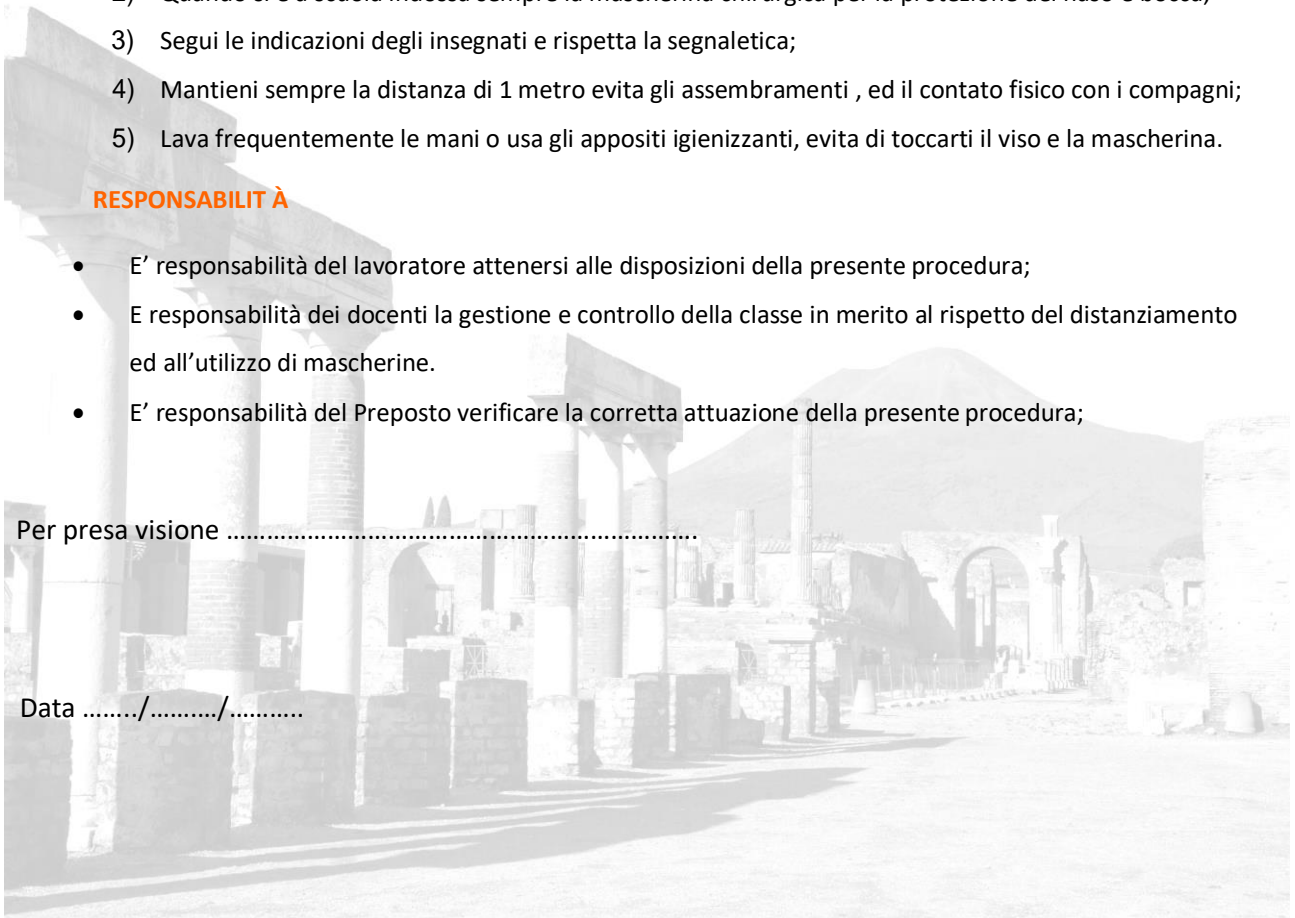 3) Segui le indicazioni degli insegnati e rispetta la segnaletica;
4) Mantieni sempre la distanza di 1 metro evita gli assembramenti , ed il contato fisico con i compagni;
5) Lava frequentemente le mani o usa gli appositi igienizzanti, evita di toccarti il viso e la mascherina.
RESPONSABILIT À
• E’ responsabilità del lavoratore attenersi alle disposizioni della presente procedura;
• E responsabilità dei docenti la gestione e controllo della classe in merito al rispetto del distanziamento
ed all’utilizzo di mascherine.
• E’ responsabilità del Preposto verificare la corretta attuazione della presente procedura;
Per presa visione …………………………………………………………….
Data ……../…….…/………..